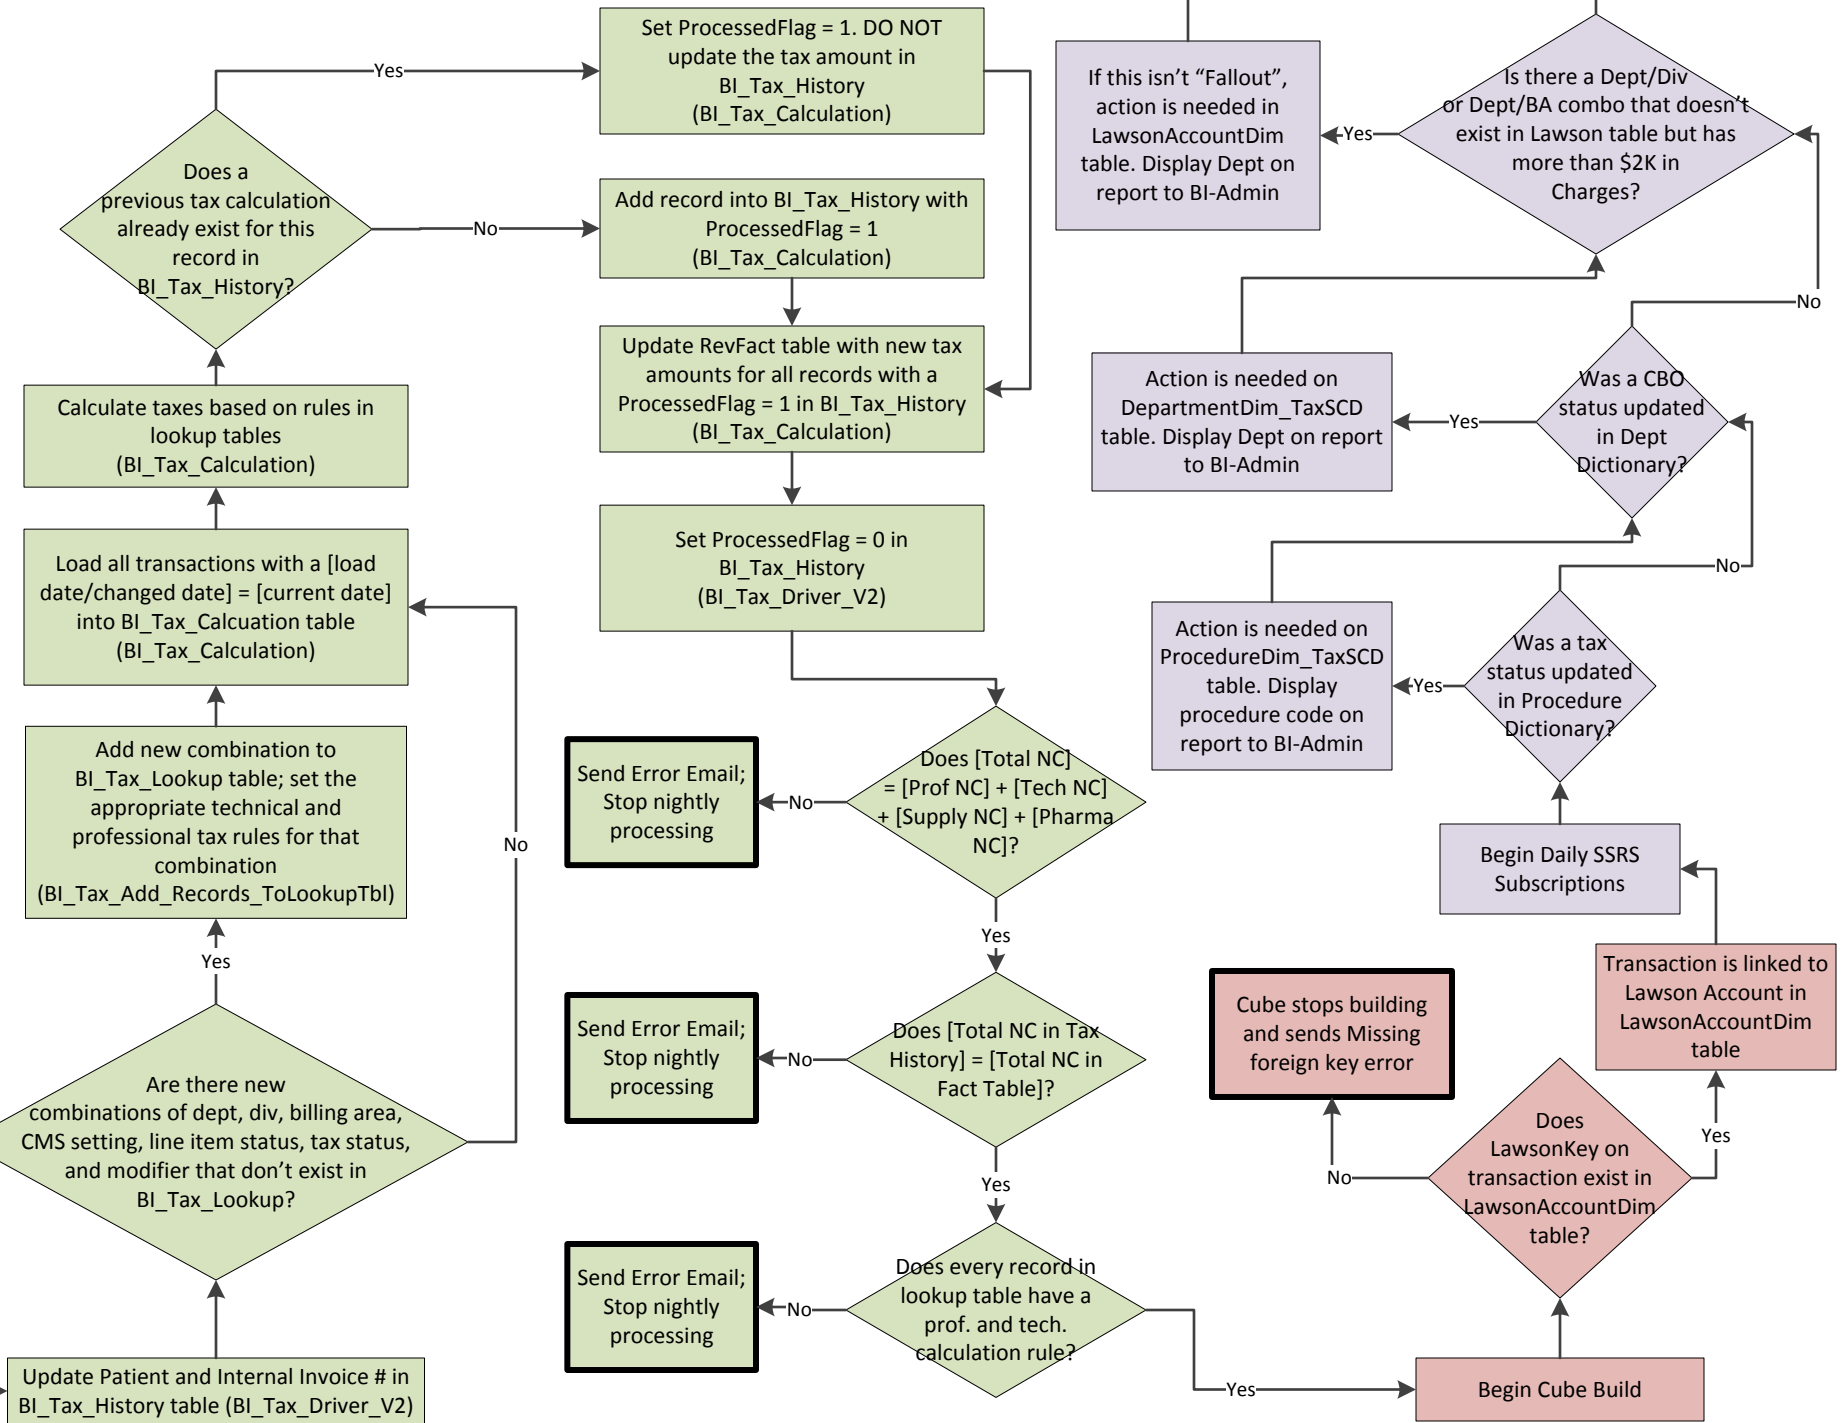 Set ProcessedFlag = 1. DO NOT
update the tax amount in
BI_Tax_History
(BI_Tax_Calculation)
Yes
Does a
previous tax calculation
already exist for this
record in
BI_Tax_History?
No
Add record into BI_Tax_History with
ProcessedFlag = 1
(BI_Tax_Calculation)
Update RevFact table with new tax
amounts for all records with a
ProcessedFlag = 1 in BI_Tax_History
(BI_Tax_Calculation)
Calculate taxes based on rules in
lookup tables
(BI_Tax_Calculation)
Set ProcessedFlag = 0 in
BI_Tax_History
(BI_Tax_Driver_V2)
Load all transactions with a [load
date/changed date] = [current date]
into BI_Tax_Calcuation table
(BI_Tax_Calculation)
Add new combination to
BI_Tax_Lookup table; set the
appropriate technical and
professional tax rules for that
combination
(BI_Tax_Add_Records_ToLookupTbl)
No
Yes
Are there new
combinations of dept, div, billing area,
CMS setting, line item status, tax status,
and modifier that don't exist in
BI_Tax_Lookup?
Update Patient and Internal Invoice # in
BI_Tax_History table (BI_Tax_Driver_V2)
Send Error Email;
Stop nightly
processing
No
Does [Total NC]
= [Prof NC] + [Tech NC]
+ [Supply NC] + [Pharma
NC]?
Yes
Send Error Email;
Stop nightly
processing
No
Does [Total NC in Tax
History] = [Total NC in
Fact Table]?
Yes
Send Error Email;
Stop nightly
processing
No
Does every record in
lookup table have a
prof. and tech.
calculation rule?
Yes
If this isn't “Fallout”,
action is needed in
LawsonAccountDim
table. Display Dept on
report to BI-Admin
Yes
Is there a Dept/Div
or Dept/BA combo that doesn't
exist in Lawson table but has
more than $2K in
Charges?
No
Action is needed on
DepartmentDim_TaxSCD
table. Display Dept on report
to BI-Admin
Yes
Was a CBO
status updated
in Dept
Dictionary?
No
Action is needed on
ProcedureDim_TaxSCD
table. Display
procedure code on
report to BI-Admin
Yes
Was a tax
status updated
in Procedure
Dictionary?
Begin Daily SSRS
Subscriptions
Transaction is linked to
Lawson Account in
LawsonAccountDim
table
Cube stops building
and sends Missing
foreign key error
No
Does
LawsonKey on
transaction exist in
LawsonAccountDim
table?
Yes
Begin Cube Build